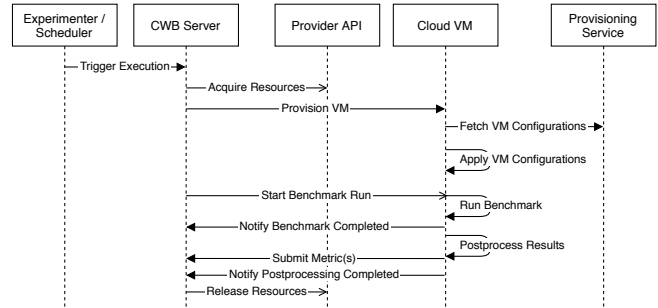 Experimenter /
Scheduler
CWB Server
Provider API
Cloud VM
Provisioning
Service
Trigger Execution
Acquire Resources
Provision VM
Fetch VM Configurations
Apply VM Configurations
Start Benchmark Run
Run Benchmark
Notify Benchmark Completed
Postprocess Results
Submit Metric(s)
Notify Postprocessing Completed
Release Resources